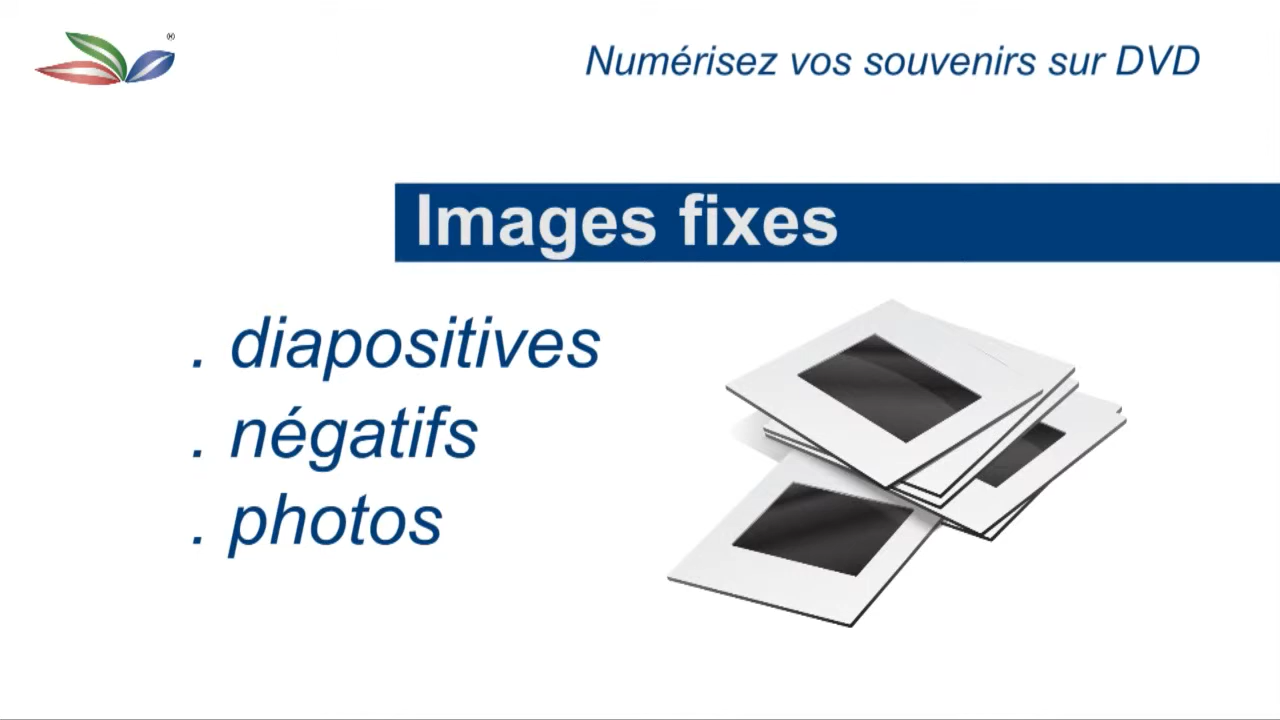 ®
Numérisez vos souvenirs sur DVD
Images fixes
. diapositives
. négatifs
. photos